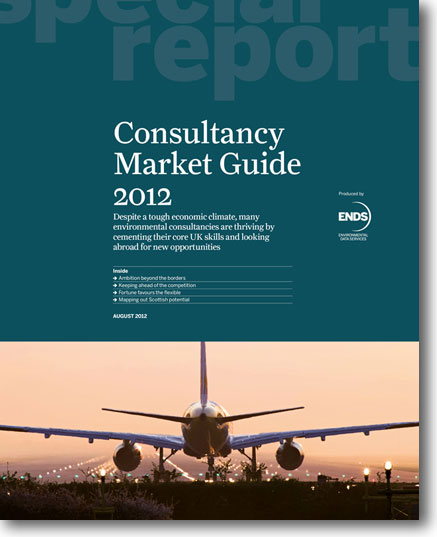 special
report
Consultancy
Market Guide
2012
Despite a tough economic climate, many
environmental consultancies are thriving by
cementing their core UK skills and looking
abroad for new opportunities
Produced by
ENDS
ENVIRONMENTAL
DATA SERVICES
Inside
→ Ambition beyond the borders
→ Keeping ahead of the competition
→ Fortune favours the flexible
→ Mapping out Scottish potential
AUGUST 2012